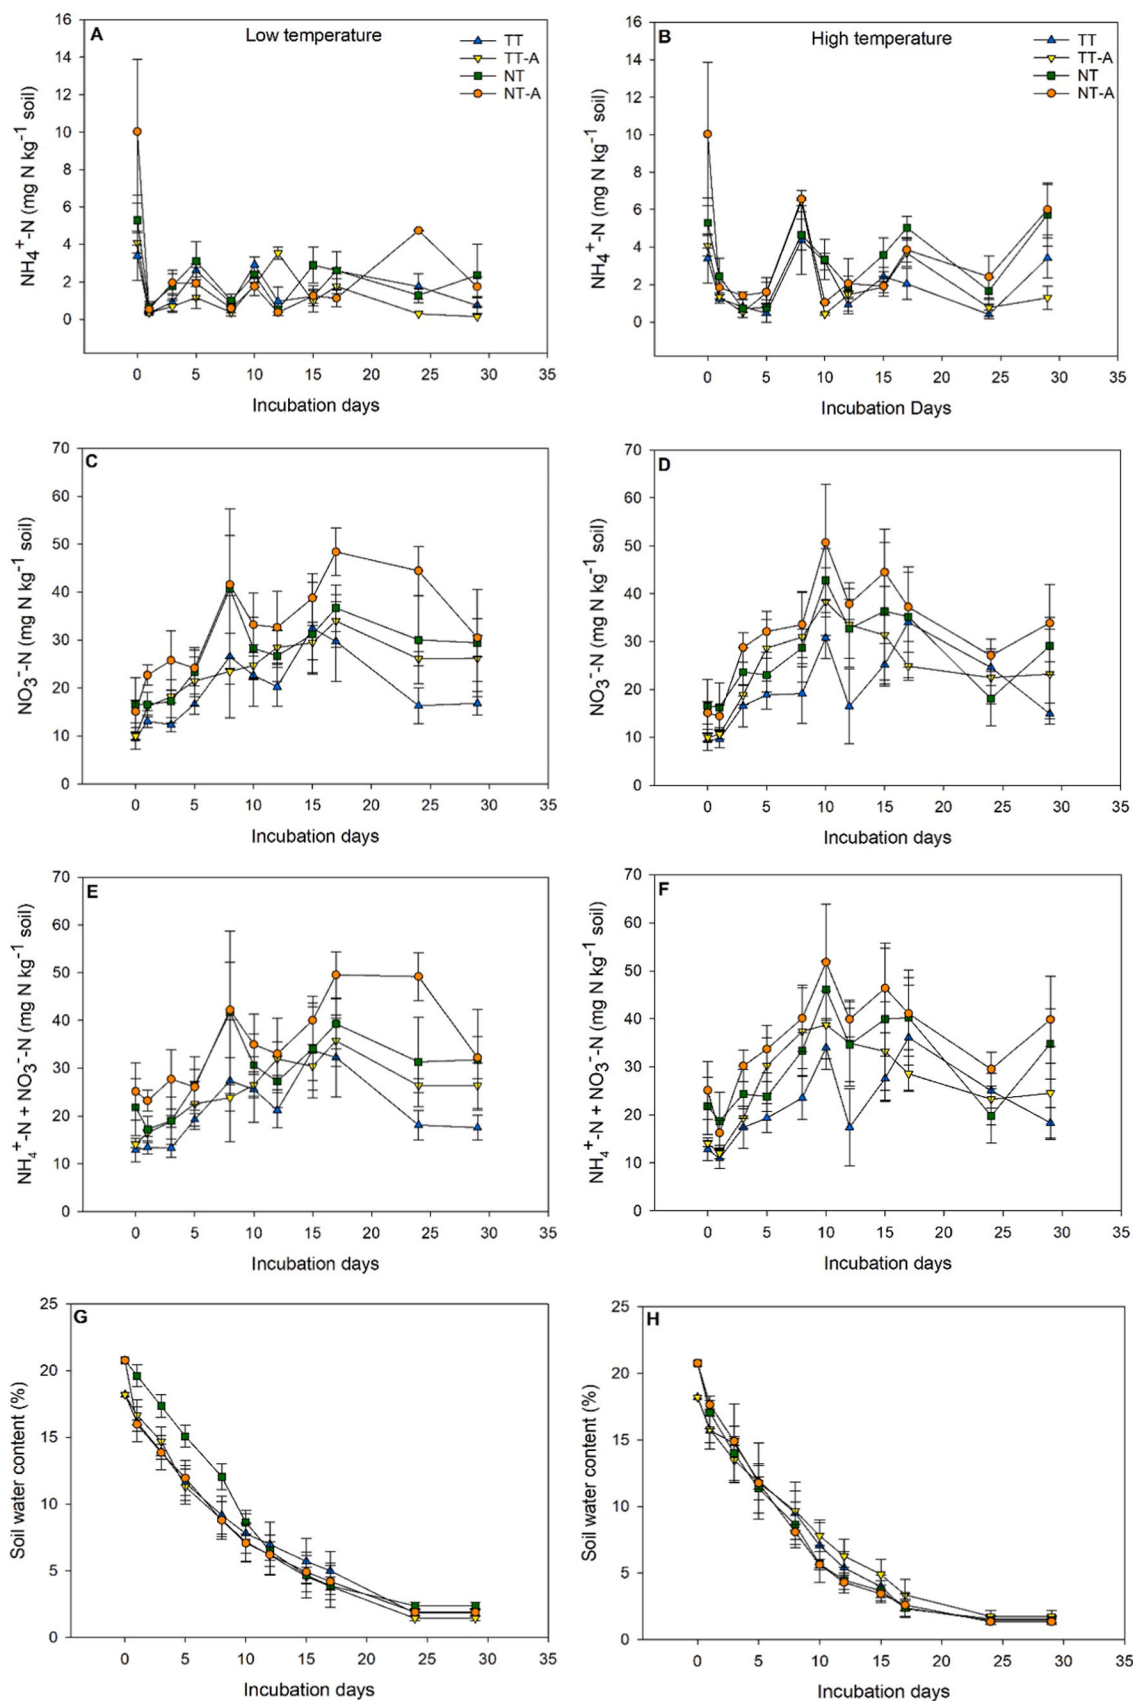 A
Low temperature
TT
TT-A
NT
NT-A
NH4+-N (mg N kg-1 soil)
16
14
12
10
8
6
4
2
0
0 5 10 15 20 25 30 35
Incubation days
B
High temperature
TT
TT-A
NT
NT-A
NH4+-N (mg N kg-1 soil)
16
14
12
10
8
6
4
2
0
0 5 10 15 20 25 30 35
Incubation Days
C
NO3--N (mg N kg-1 soil)
70
60
50
40
30
20
10
0
0 5 10 15 20 25 30 35
Incubation days
D
NO3--N (mg N kg-1 soil)
70
60
50
40
30
20
10
0
0 5 10 15 20 25 30 35
Incubation days
E
NH4+-N + NO3--N (mg N kg-1 soil)
70
60
50
40
30
20
10
0
0 5 10 15 20 25 30 35
Incubation days
F
NH4+-N + NO3--N (mg N kg-1 soil)
70
60
50
40
30
20
10
0
0 5 10 15 20 25 30 35
Incubation days
G
Soil water content (%)
25
20
15
10
5
0
0 5 10 15 20 25 30 35
Incubation days
H
Soil water content (%)
25
20
15
10
5
0
0 5 10 15 20 25 30 35
Incubation days